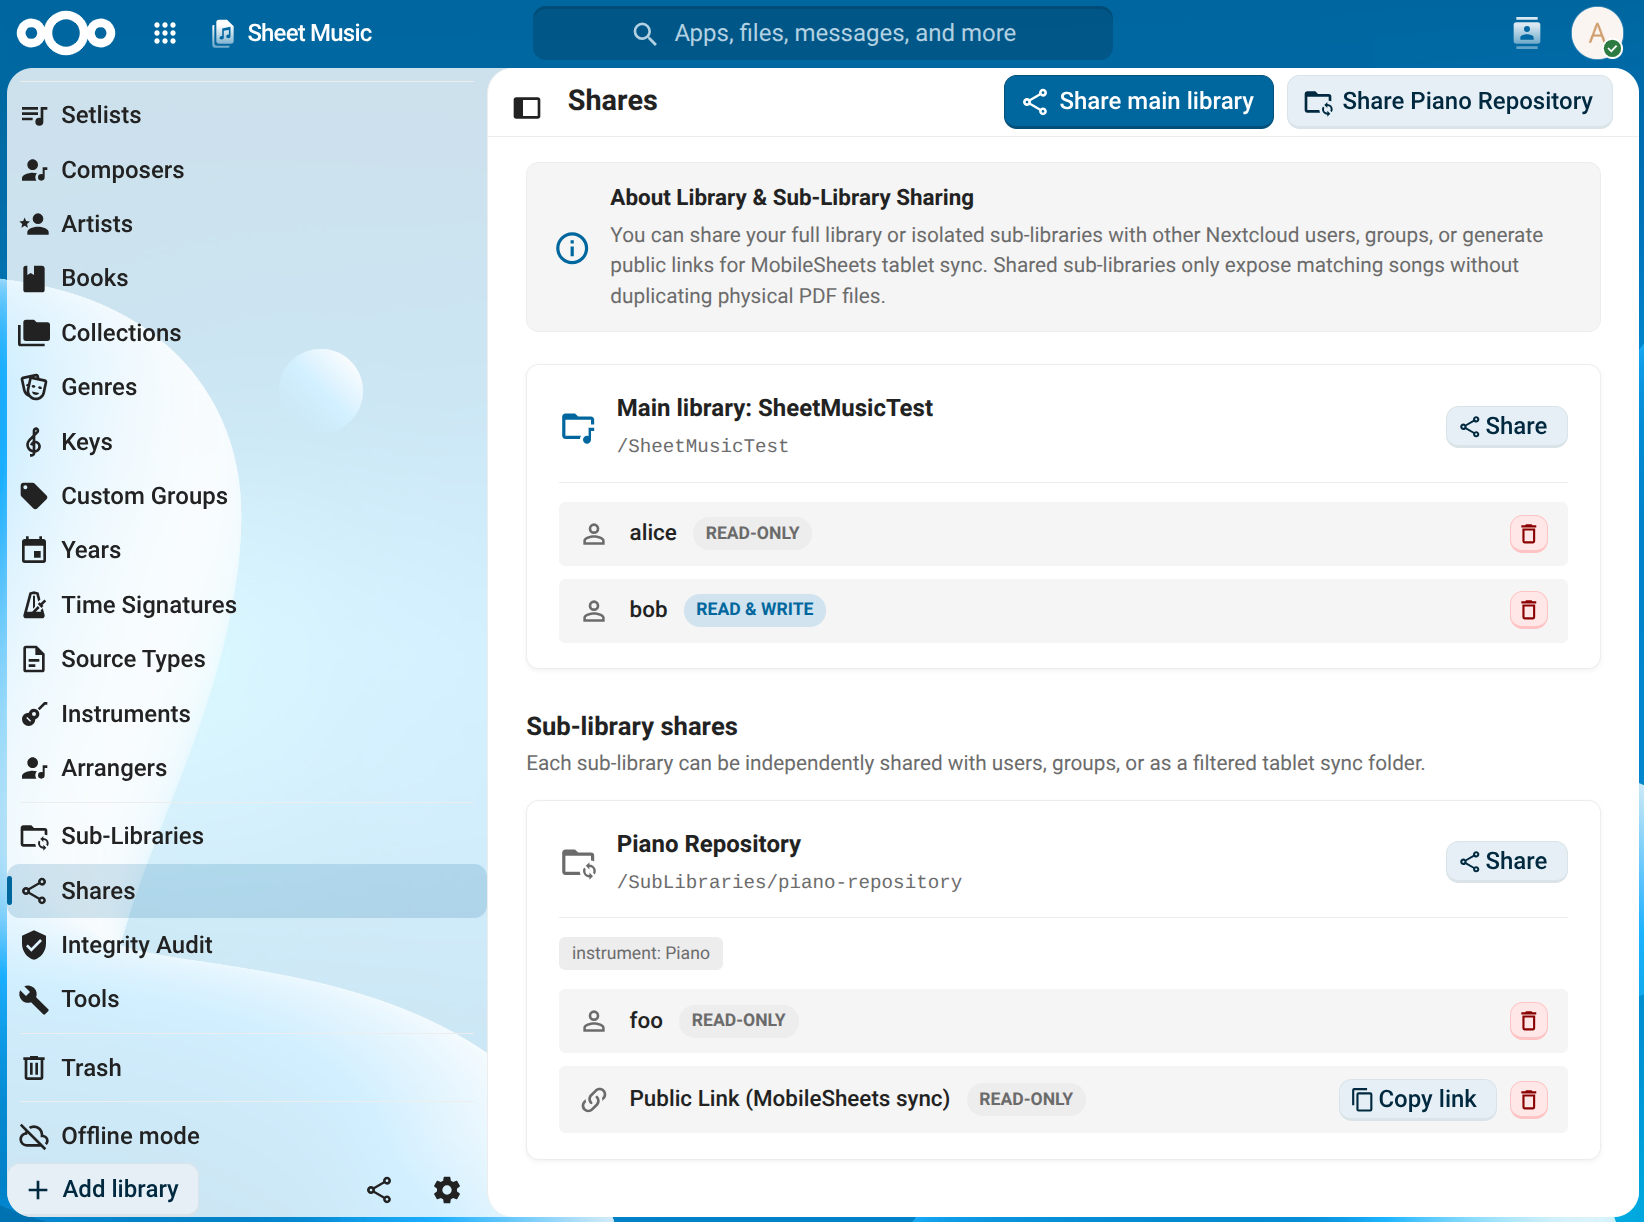 Sheet Music
Apps, files, messages, and more
A
Setlists
Composers
Artists
Books
Collections
Genres
Keys
Custom Groups
Years
Time Signatures
Source Types
Instruments
Arrangers
Sub-Libraries
Shares
Integrity Audit
Tools
Trash
Offline mode
Add library
Shares
Share main library
Share Piano Repository
About Library & Sub-Library Sharing
You can share your full library or isolated sub-libraries with other Nextcloud users, groups, or generate
public links for MobileSheets tablet sync. Shared sub-libraries only expose matching songs without
duplicating physical PDF files.
Main library: SheetMusicTest
/SheetMusicTest
Share
alice READ-ONLY
bob READ & WRITE
Sub-library shares
Each sub-library can be independently shared with users, groups, or as a filtered tablet sync folder.
Piano Repository
/SubLibraries/piano-repository
Share
instrument: Piano
foo READ-ONLY
Public Link (MobileSheets sync) READ-ONLY Copy link